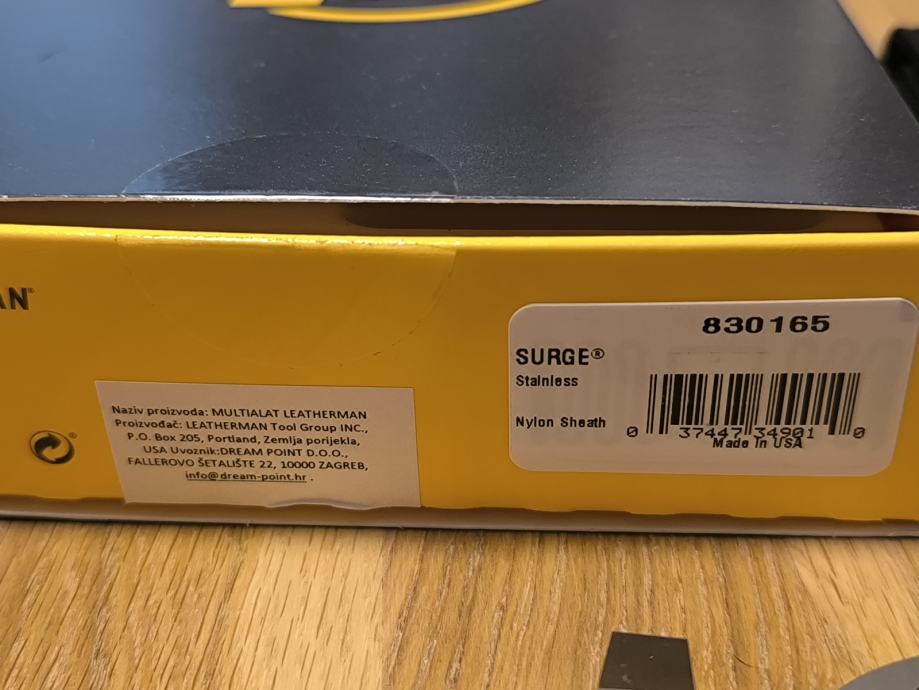 AN®
Naziv proizvoda: MULTIALAT LEATHERMAN
Proizvođač: LEATHERMAN Tool Group INC.,
P.O. Box 205, Portland, Zemlja porijekla,
USA Uvoznik:DREAM POINT D.O.O.,
FALLEROVO ŠETALIŠTE 22, 10000 ZAGREB,
info@dream-point.hr .
830165
SURGE®
Stainless
Nylon Sheath
0 37447 34901 0
Made In USA